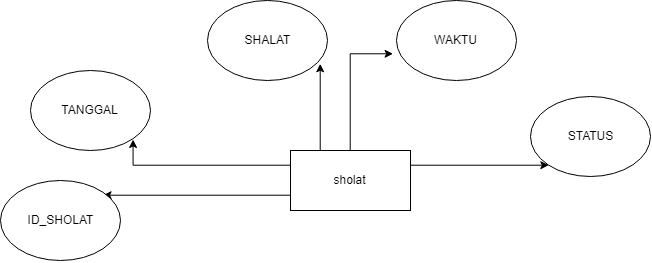 SHALAT
WAKTU
TANGGAL
STATUS
sholat
ID_SHOLAT